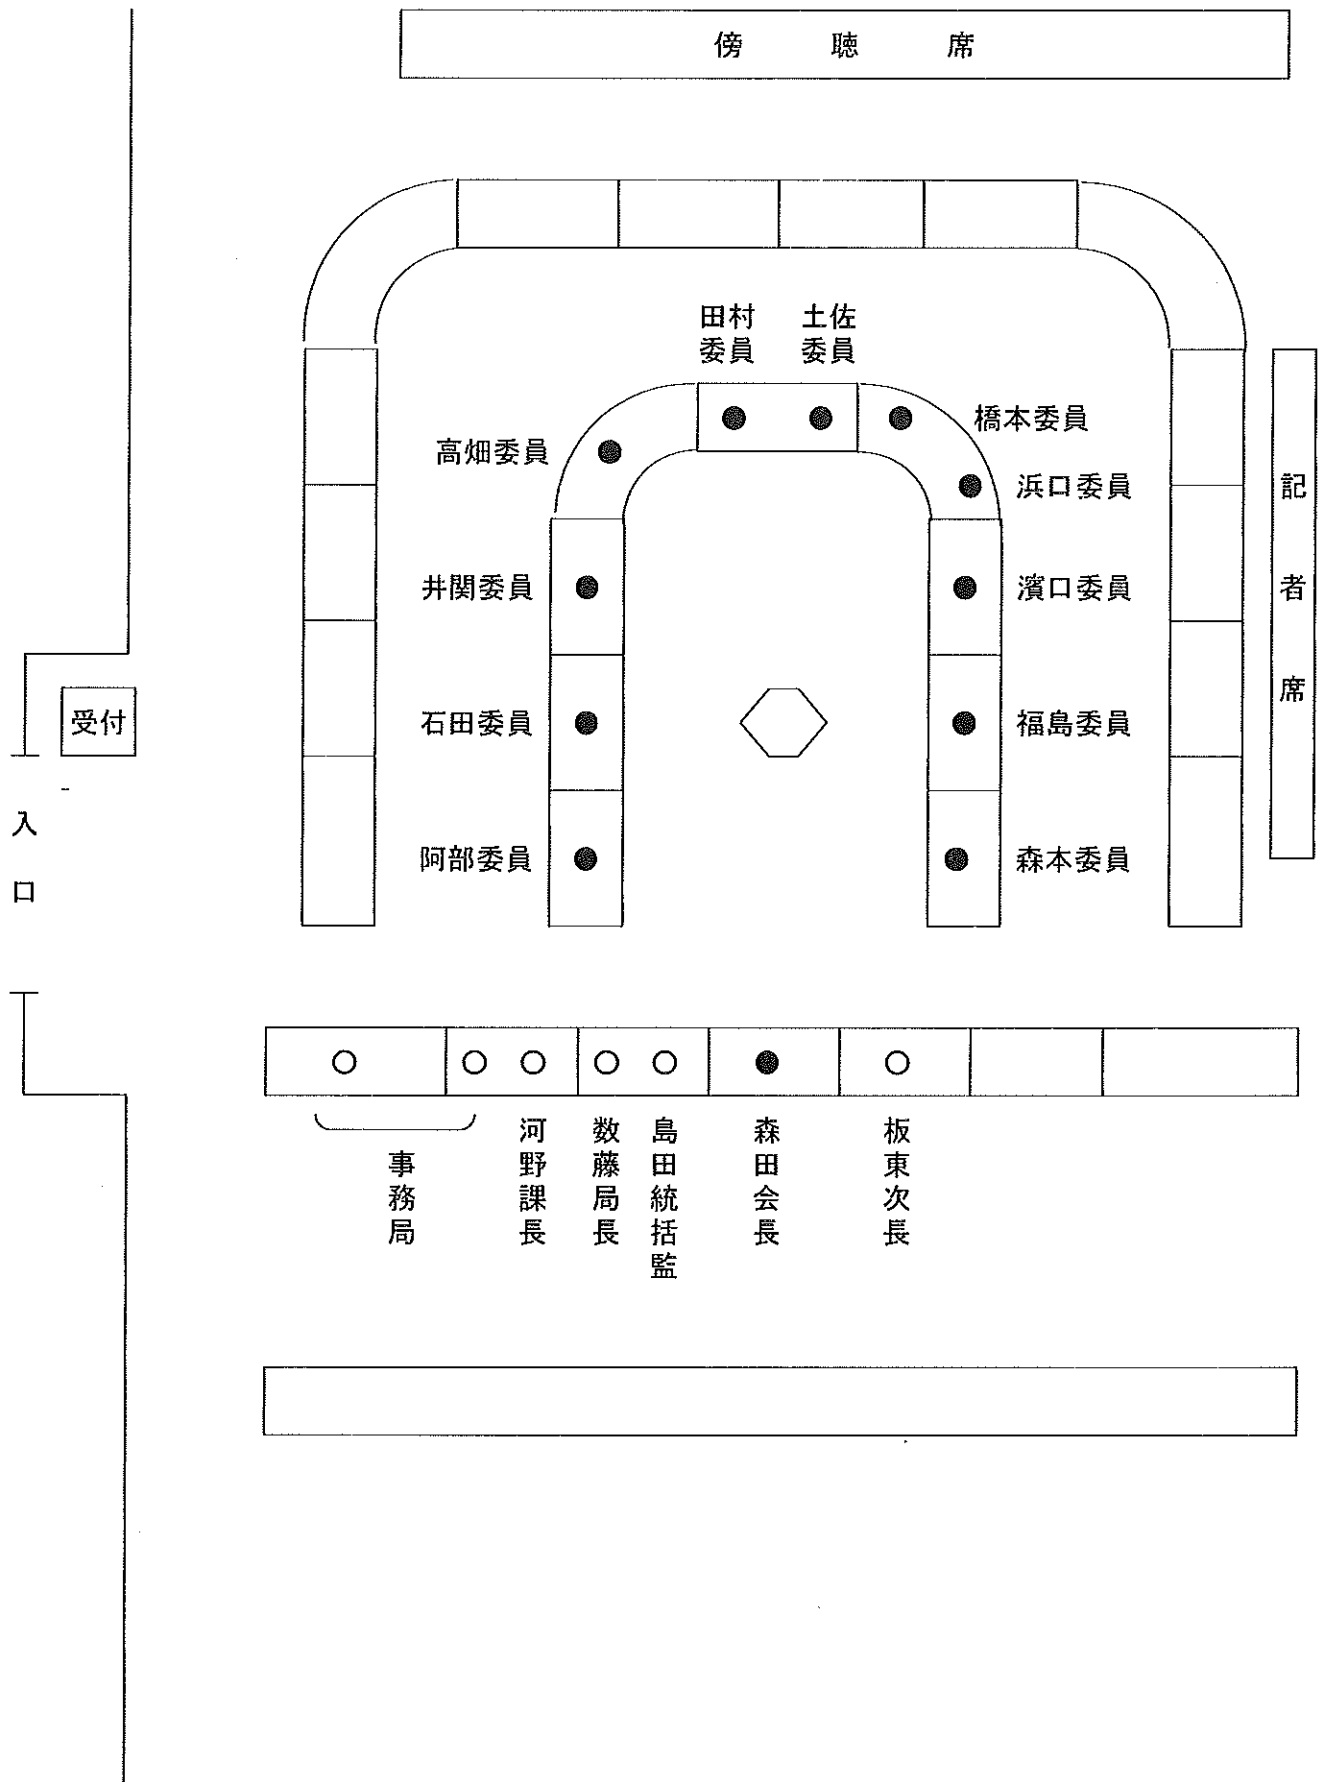 傍聴席
田村委員
土佐委員
高畑委員
橋本委員
浜口委員
井関委員
濱口委員
石田委員
福島委員
阿部委員
森本委員
記者席
受付
入口
事務局
河野課長
数藤局長
島田統括監
森田会長
板東次長